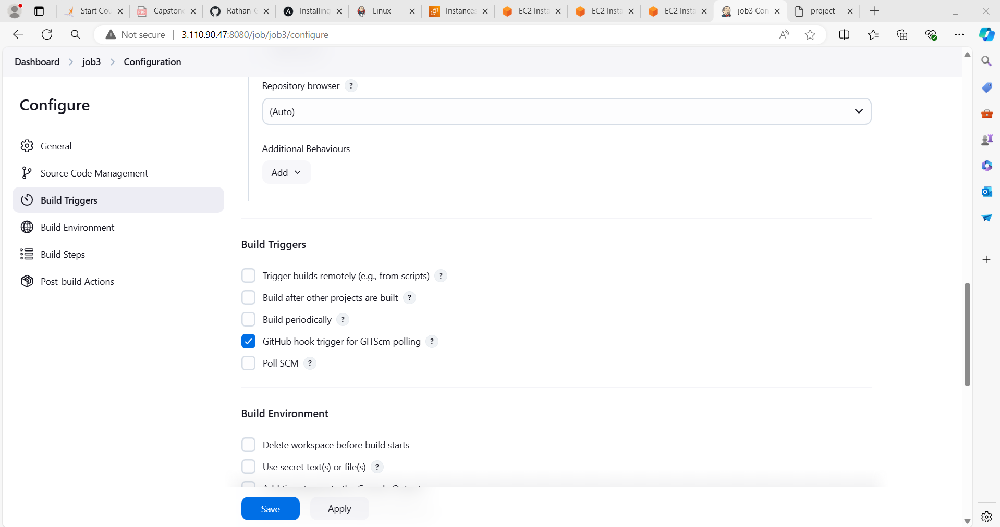 Start Cou
Capstone
Rathan-C
Installing
Linux
Instances
EC2 Insta
EC2 Insta
EC2 Insta
job3 Con
project
Not secure
3.110.90.47:8080/job/job3/configure
Dashboard > job3 > Configuration
Configure
General
Source Code Management
Build Triggers
Build Environment
Build Steps
Post-build Actions
Repository browser ?
(Auto)
Additional Behaviours
Add
Build Triggers
Trigger builds remotely (e.g., from scripts) ?
Build after other projects are built ?
Build periodically ?
GitHub hook trigger for GITScm polling ?
Poll SCM ?
Build Environment
Delete workspace before build starts
Use secret text(s) or file(s) ?
Save
Apply